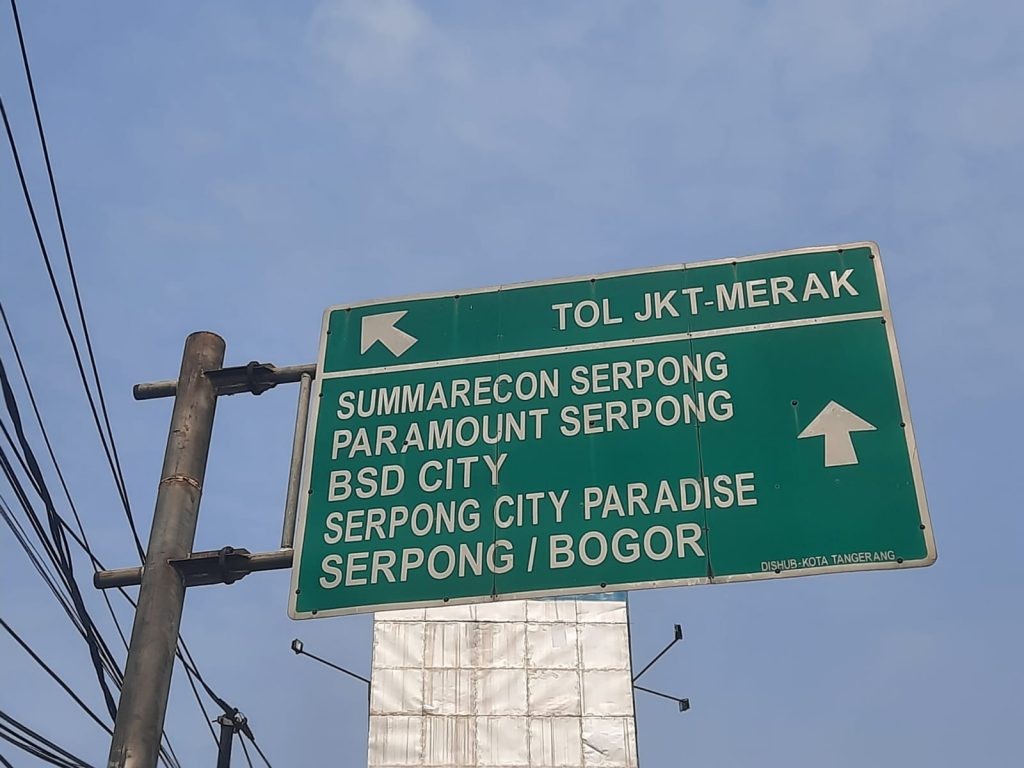 TOL JKT-MERAK
SUMMARECON SERPONG
PARAMOUNT SERPONG
BSD CITY
SERPONG CITY PARADISE
SERPONG / BOGOR
DISHUB-KOTA TANGERANG